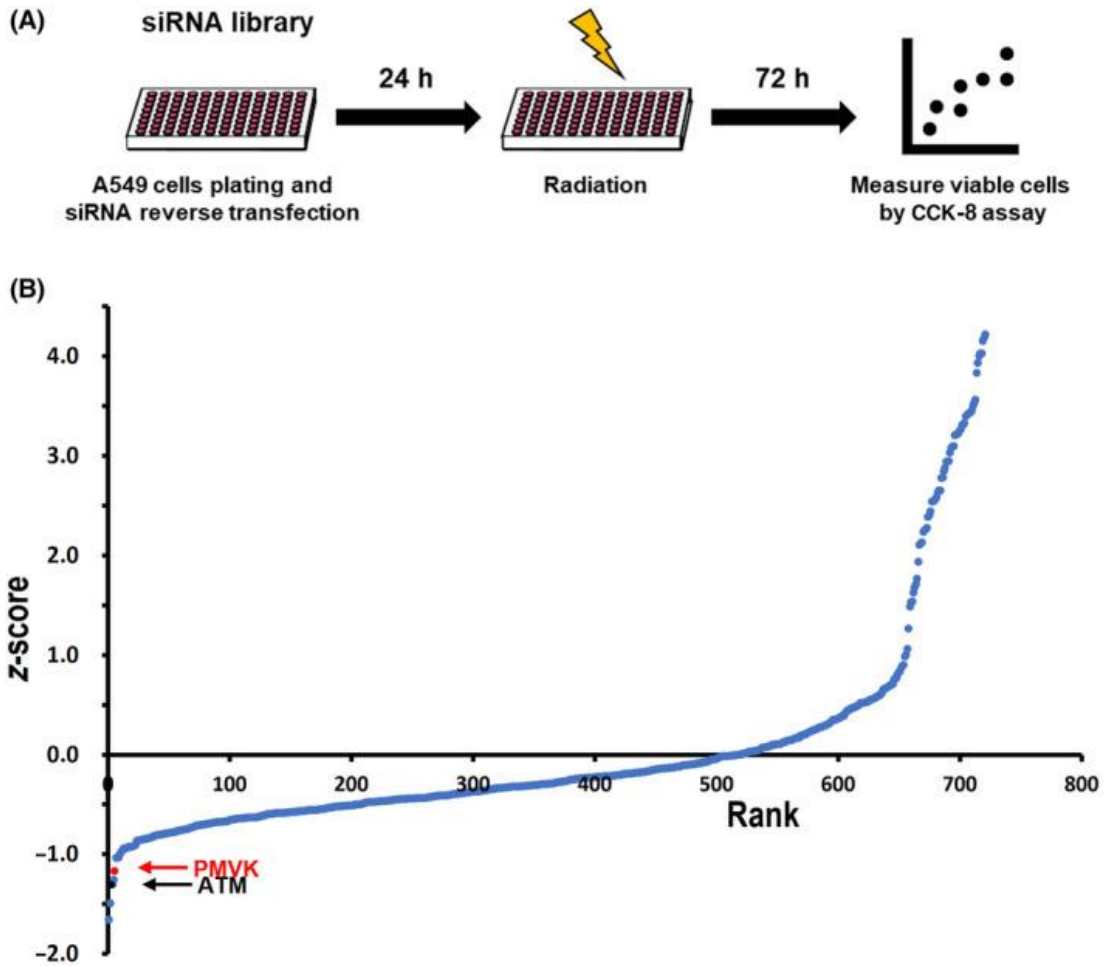 (A)
siRNA library
24 h
72 h
A549 cells plating and
siRNA reverse transfection
Radiation
Measure viable cells
by CCK-8 assay
(B)
4.0
3.0
2.0
1.0
0.0
–1.0
–2.0
z-score
0 100 200 300 400 500 600 700 800
Rank
PMVK
ATM